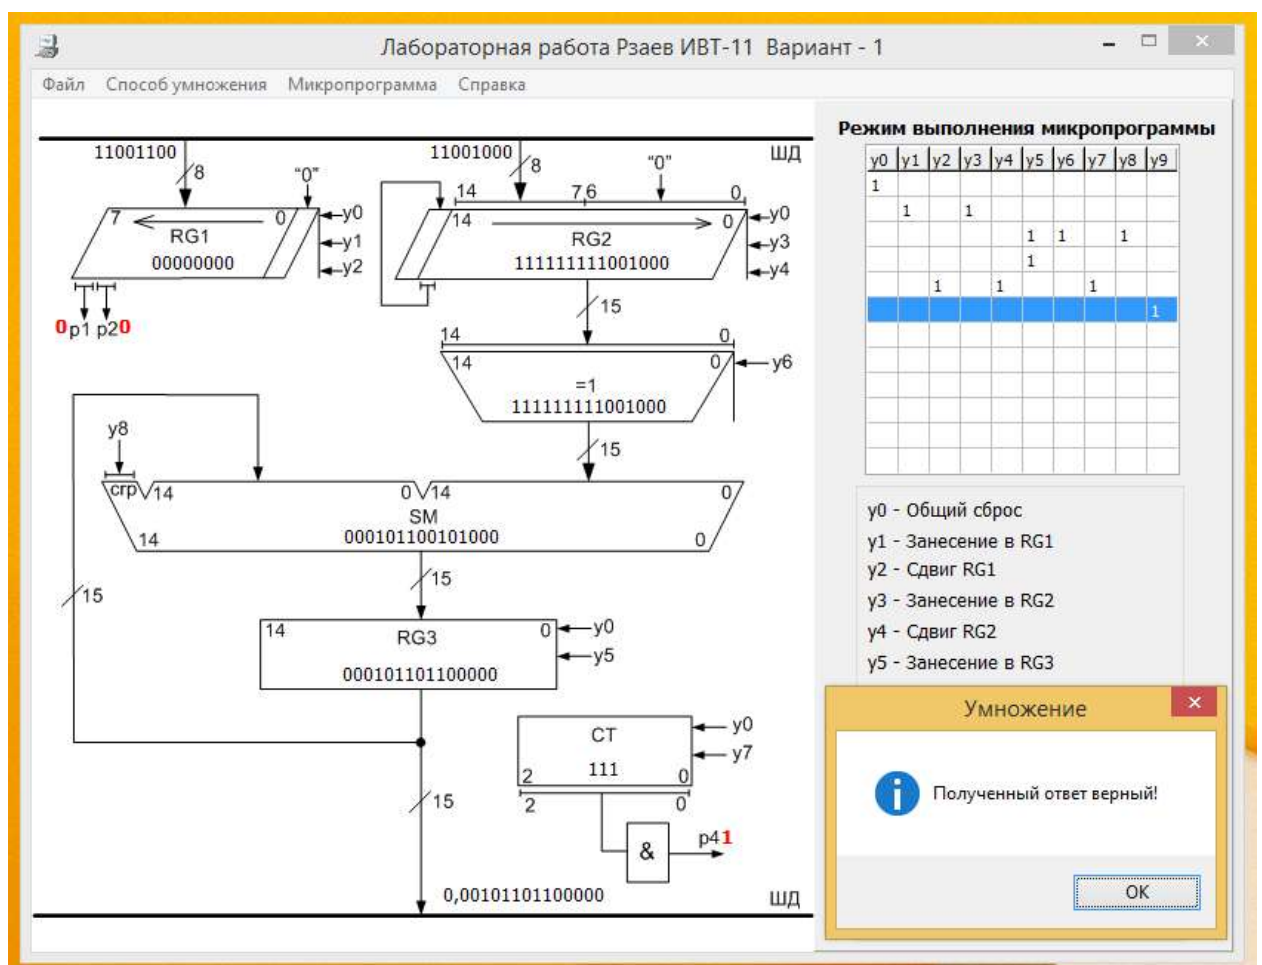 Лабораторная работа Рзаев ИВТ-11 Вариант - 1
Файл Способ умножения Микропрограмма Справка
11001100
8
"0"
7 0
RG1
00000000
y0
y1
y2
0 p1 p2 0
11001000
8
"0"
ШД
14 7,6 0
14 0
RG2
111111111001000
y0
y3
y4
15
14 0
14 0
y6
=1
111111111001000
15
y8
сгр 14 0 14 0
SM
14 000101100101000 0
15
15
14 0
RG3
000101101100000
y0
y5
CT
2 111 0
y0
y7
2 0
15
& p4 1
0,00101101100000
ШД
Режим выполнения микропрограммы
y0 y1 y2 y3 y4 y5 y6 y7 y8 y9
1
1 1
1 1 1
1
1 1 1
1
y0 - Общий сброс
y1 - Занесение в RG1
y2 - Сдвиг RG1
y3 - Занесение в RG2
y4 - Сдвиг RG2
y5 - Занесение в RG3
Умножение
Полученный ответ верный!
OK